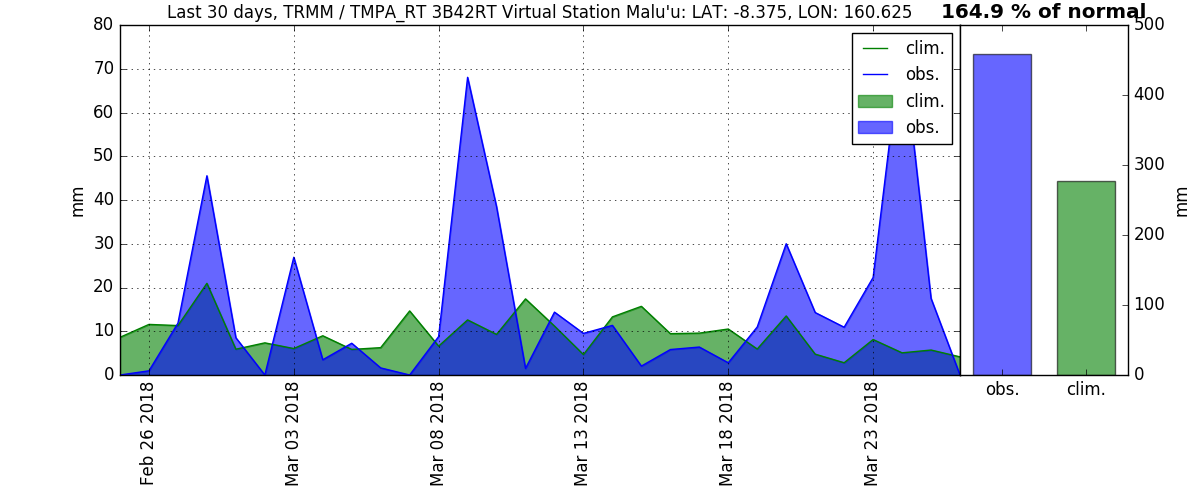 Last 30 days, TRMM / TMPA_RT 3B42RT Virtual Station Malu'u: LAT: -8.375, LON: 160.625
164.9 % of normal
80
70
60
50
40
30
20
10
0
mm
clim.
obs.
clim.
obs.
500
400
300
200
100
0
mm
obs.
clim.
Feb 26 2018
Mar 03 2018
Mar 08 2018
Mar 13 2018
Mar 18 2018
Mar 23 2018